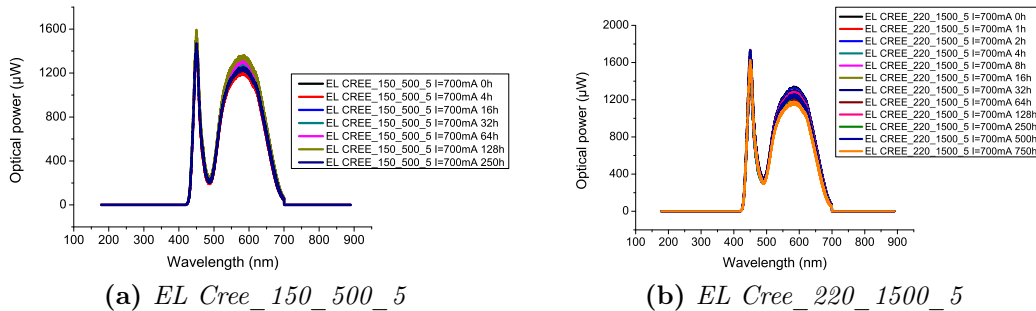 1600
1200
800
400
0
Optical power (µW)
100 200 300 400 500 600 700 800 900
Wavelength (nm)
EL CREE_150_500_5 I=700mA 0h
EL CREE_150_500_5 I=700mA 4h
EL CREE_150_500_5 I=700mA 16h
EL CREE_150_500_5 I=700mA 32h
EL CREE_150_500_5 I=700mA 64h
EL CREE_150_500_5 I=700mA 128h
EL CREE_150_500_5 I=700mA 250h
(a) EL Cree_150_500_5
2000
1600
1200
800
400
0
Optical power (µW)
100 200 300 400 500 600 700 800 900
Wavelength (nm)
EL CREE_220_1500_5 I=700mA 0h
EL CREE_220_1500_5 I=700mA 1h
EL CREE_220_1500_5 I=700mA 2h
EL CREE_220_1500_5 I=700mA 4h
EL CREE_220_1500_5 I=700mA 8h
EL CREE_220_1500_5 I=700mA 16h
EL CREE_220_1500_5 I=700mA 32h
EL CREE_220_1500_5 I=700mA 64h
EL CREE_220_1500_5 I=700mA 128h
EL CREE_220_1500_5 I=700mA 250h
EL CREE_220_1500_5 I=700mA 500h
EL CREE_220_1500_5 I=700mA 750h
(b) EL Cree_220_1500_5